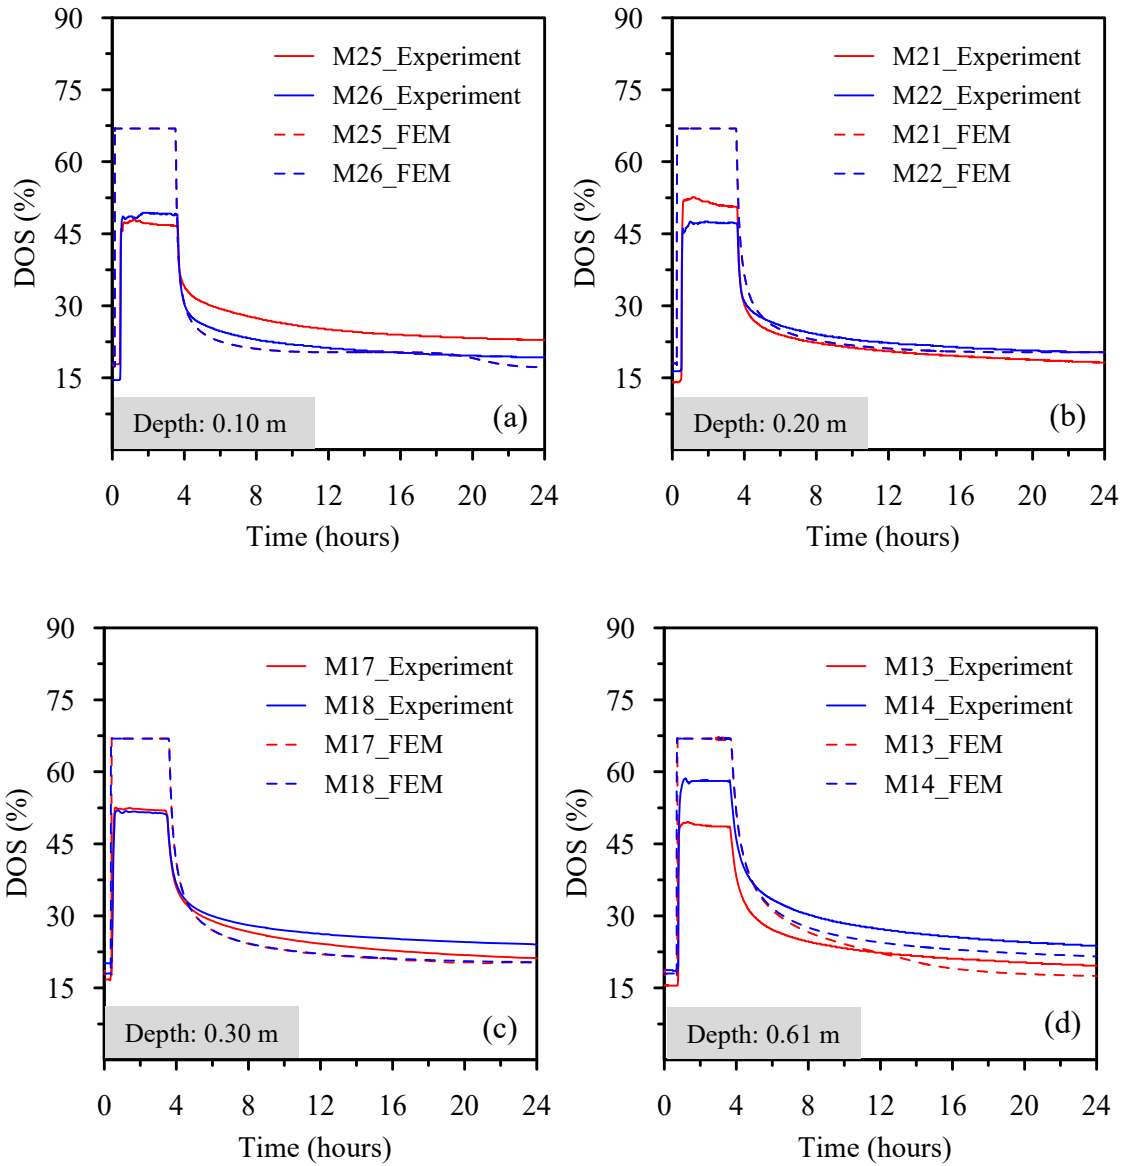 90
75
60
45
30
15
DOS (%)
M25_Experiment
M26_Experiment
M25_FEM
M26_FEM
Depth: 0.10 m
(a)
0 4 8 12 16 20 24
Time (hours)
90
75
60
45
30
15
DOS (%)
M21_Experiment
M22_Experiment
M21_FEM
M22_FEM
Depth: 0.20 m
(b)
0 4 8 12 16 20 24
Time (hours)
90
75
60
45
30
15
DOS (%)
M17_Experiment
M18_Experiment
M17_FEM
M18_FEM
Depth: 0.30 m
(c)
0 4 8 12 16 20 24
Time (hours)
90
75
60
45
30
15
DOS (%)
M13_Experiment
M14_Experiment
M13_FEM
M14_FEM
Depth: 0.61 m
(d)
0 4 8 12 16 20 24
Time (hours)